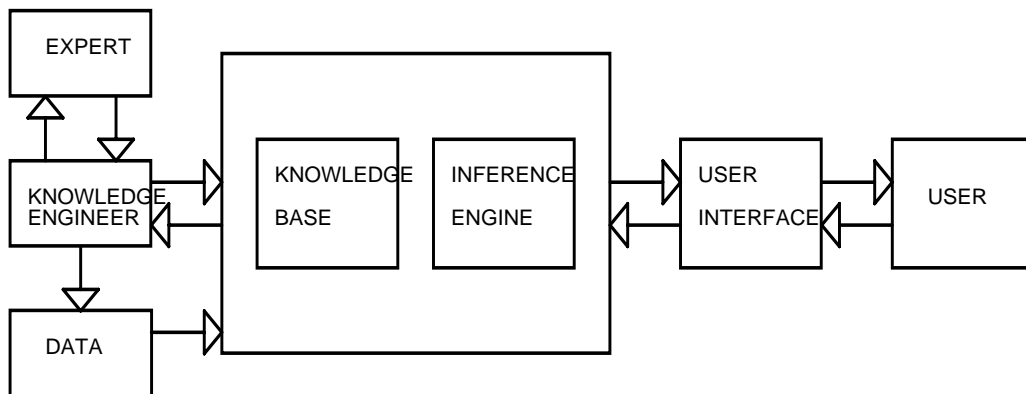 EXPERT
KNOWLEDGE
ENGINEER
DATA
KNOWLEDGE
BASE
INFERENCE
ENGINE
USER
INTERFACE
USER